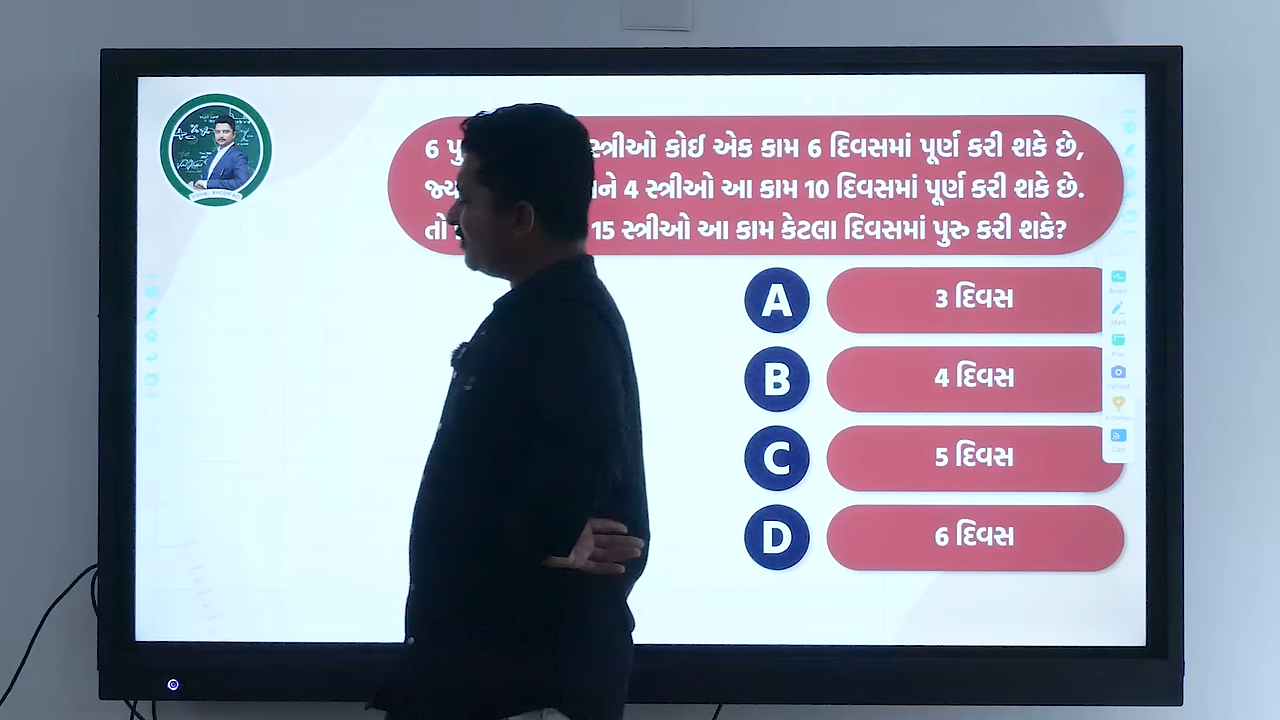 6 સ્ત્રીઓ કોઈ એક કામ 6 દિવસમાં પૂર્ણ કરી શકે છે,
4 સ્ત્રીઓ આ કામ 10 દિવસમાં પૂર્ણ કરી શકે છે.
તો 15 સ્ત્રીઓ આ કામ કેટલા દિવસમાં પુરુ કરી શકે?
A 3 દિવસ
B 4 દિવસ
C 5 દિવસ
D 6 દિવસ